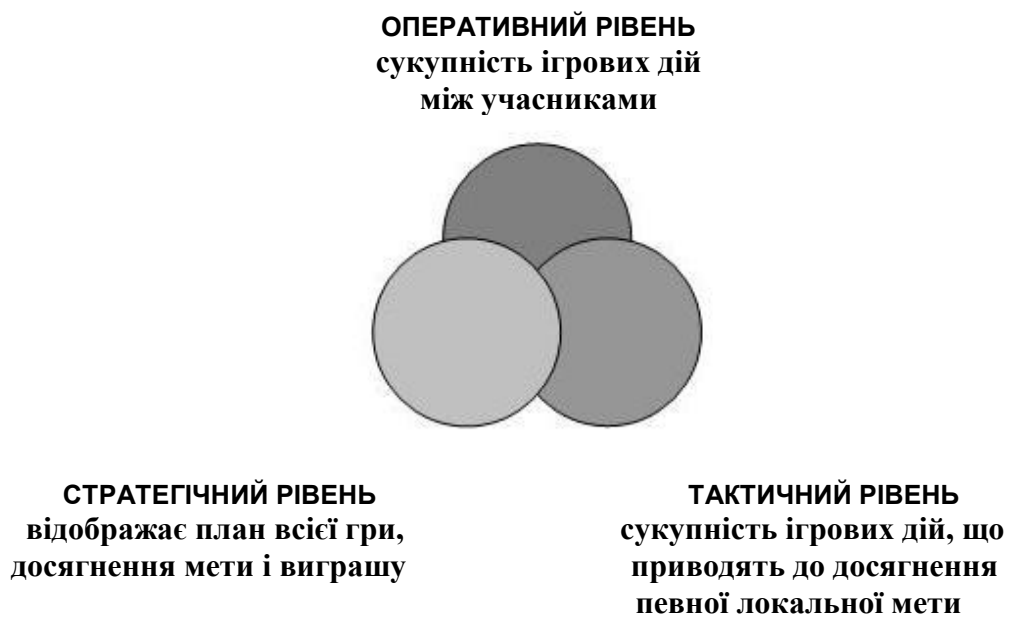 ОПЕРАТИВНИЙ РІВЕНЬ
сукупність ігрових дій
між учасниками
СТРАТЕГІЧНИЙ РІВЕНЬ
відображає план всієї гри,
досягнення мети і виграшу
ТАКТИЧНИЙ РІВЕНЬ
сукупність ігрових дій, що
приводять до досягнення
певної локальної мети